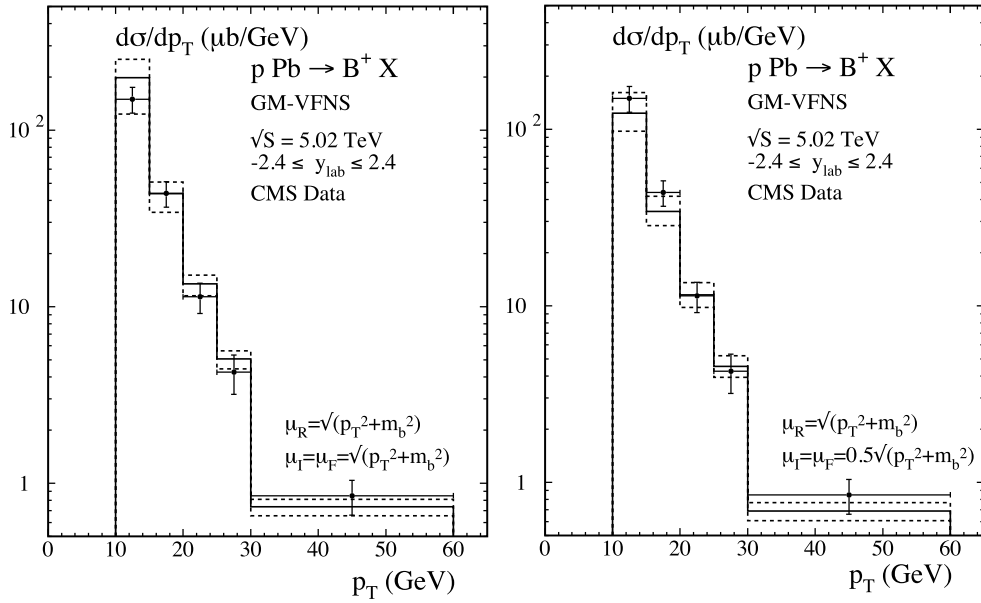 dσ/dp_T (μb/GeV)
p Pb → B⁺ X
GM-VFNS
√S = 5.02 TeV
-2.4 ≤ y_lab ≤ 2.4
CMS Data
μ_R=√(p_T²+m_b²)
μ_I=μ_F=√(p_T²+m_b²)
10²
10
1
0 10 20 30 40 50 60
p_T (GeV)
dσ/dp_T (μb/GeV)
p Pb → B⁺ X
GM-VFNS
√S = 5.02 TeV
-2.4 ≤ y_lab ≤ 2.4
CMS Data
μ_R=√(p_T²+m_b²)
μ_I=μ_F=0.5√(p_T²+m_b²)
10²
10
1
0 10 20 30 40 50 60
p_T (GeV)